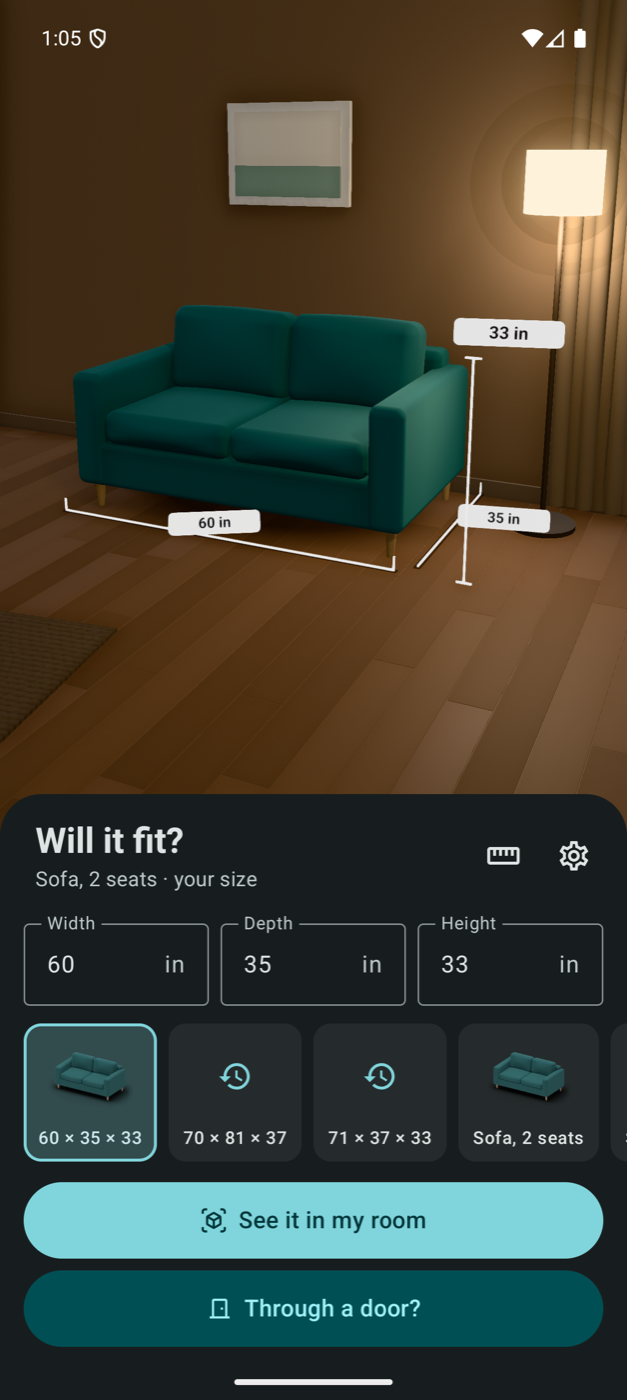 1:05
33 in
60 in
35 in
Will it fit?
Sofa, 2 seats · your size
Width
Depth
Height
60 in
35 in
33 in
60 × 35 × 33
70 × 81 × 37
71 × 37 × 33
Sofa, 2 seats
See it in my room
Through a door?